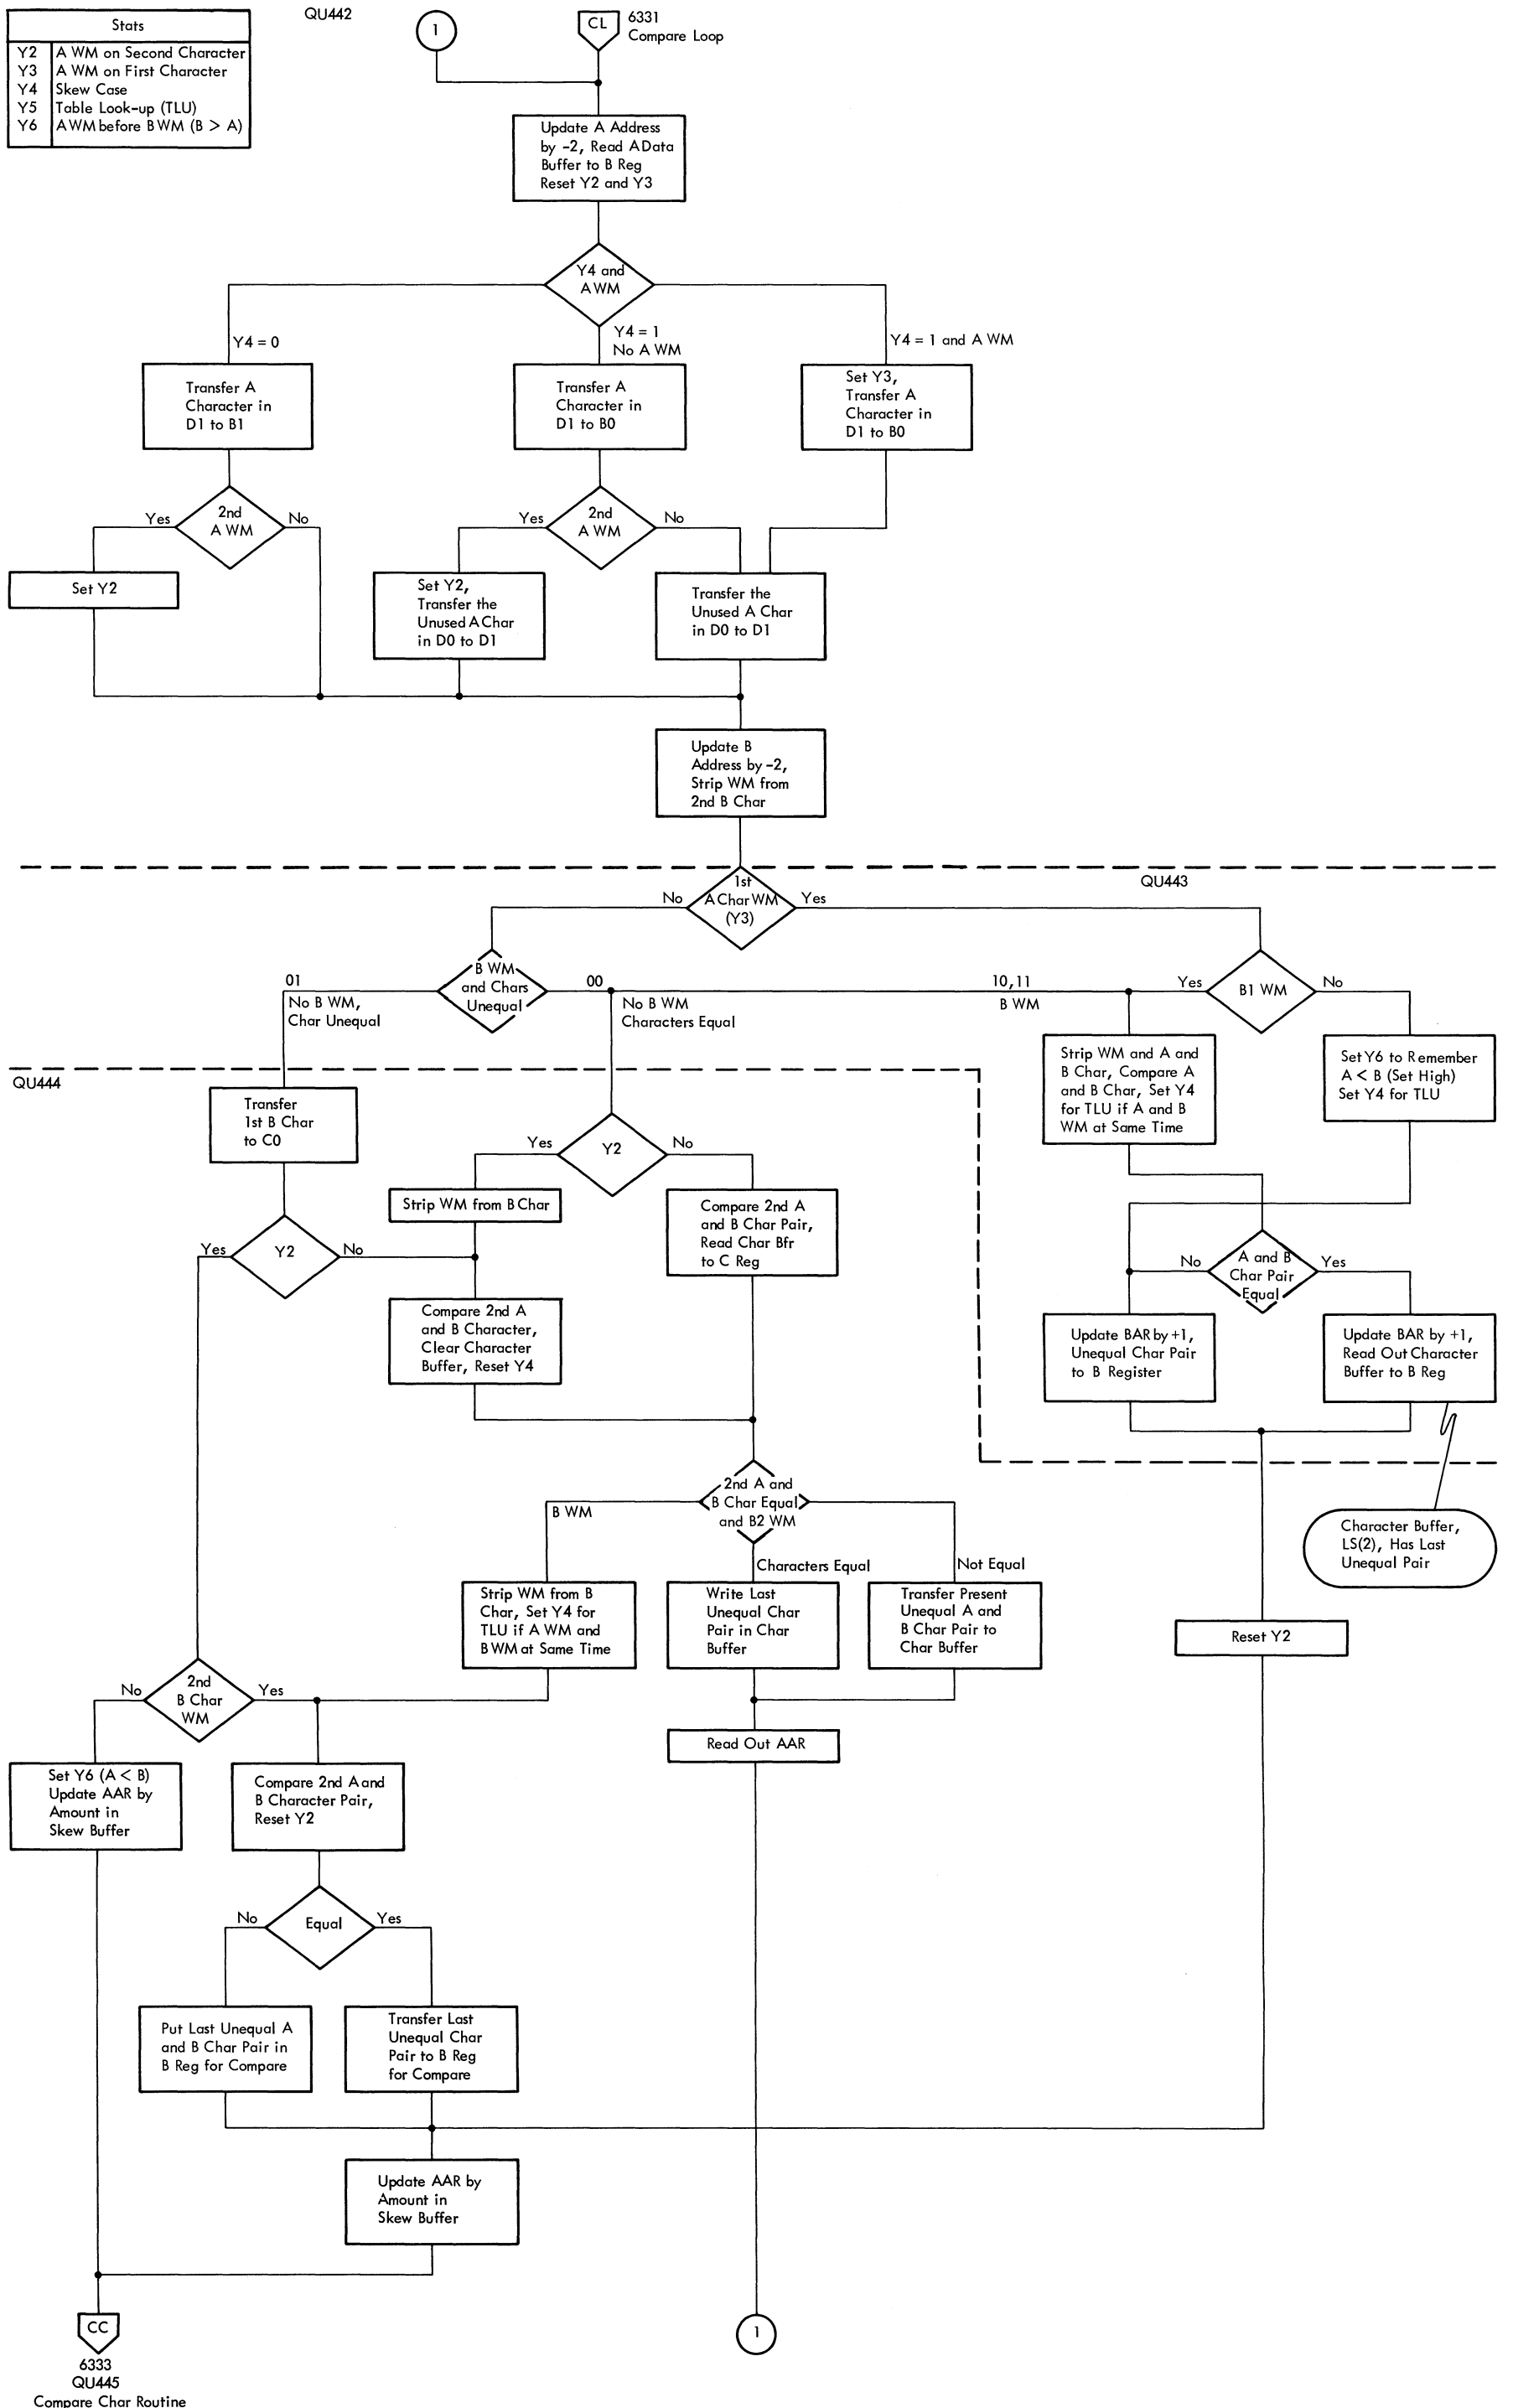 QU442
Stats
Y2 A WM on Second Character
Y3 A WM on First Character
Y4 Skew Case
Y5 Table Look-up (TLU)
Y6 A WM before B WM (B > A)
1
CL
6331
Compare Loop
Update A Address
by -2, Read A Data
Buffer to B Reg
Reset Y2 and Y3
Y4 and
A WM
Y4 = 0
Y4 = 1
No A WM
Y4 = 1 and A WM
Transfer A
Character in
D1 to B1
Transfer A
Character in
D1 to B0
Set Y3,
Transfer A
Character in
D1 to B0
Yes
2nd
A WM
No
Yes
2nd
A WM
No
Set Y2
Set Y2,
Transfer the
Unused A Char
in D0 to D1
Transfer the
Unused A Char
in D0 to D1
Update B
Address by -2,
Strip WM from
2nd B Char
QU443
No
1st
A Char WM
(Y3)
Yes
01
No B WM,
Char Unequal
B WM
and Chars
Unequal
00
No B WM
Characters Equal
10,11
B WM
Yes
B1 WM
No
Strip WM and A and
B Char, Compare A
and B Char, Set Y4
for TLU if A and B
WM at Same Time
Set Y6 to Remember
A < B (Set High)
Set Y4 for TLU
QU444
Transfer
1st B Char
to C0
Yes
Y2
No
Strip WM from B Char
Compare 2nd A
and B Char Pair,
Read Char Bfr
to C Reg
Yes
Y2
No
Compare 2nd A
and B Character,
Clear Character
Buffer, Reset Y4
No
A and B
Char Pair
Equal
Yes
Update BAR by +1,
Unequal Char Pair
to B Register
Update BAR by +1,
Read Out Character
Buffer to B Reg
B WM
2nd A and
B Char Equal
and B2 WM
Characters Equal
Not Equal
Character Buffer,
LS(2), Has Last
Unequal Pair
Strip WM from B
Char, Set Y4 for
TLU if A WM and
B WM at Same Time
Write Last
Unequal Char
Pair in Char
Buffer
Transfer Present
Unequal A and
B Char Pair to
Char Buffer
Reset Y2
No
2nd
B Char
WM
Yes
Read Out AAR
Set Y6 (A < B)
Update AAR by
Amount in
Skew Buffer
Compare 2nd A and
B Character Pair,
Reset Y2
No
Equal
Yes
Put Last Unequal A
and B Char Pair in
B Reg for Compare
Transfer Last
Unequal Char
Pair to B Reg
for Compare
Update AAR by
Amount in
Skew Buffer
CC
6333
QU445
Compare Char Routine
1